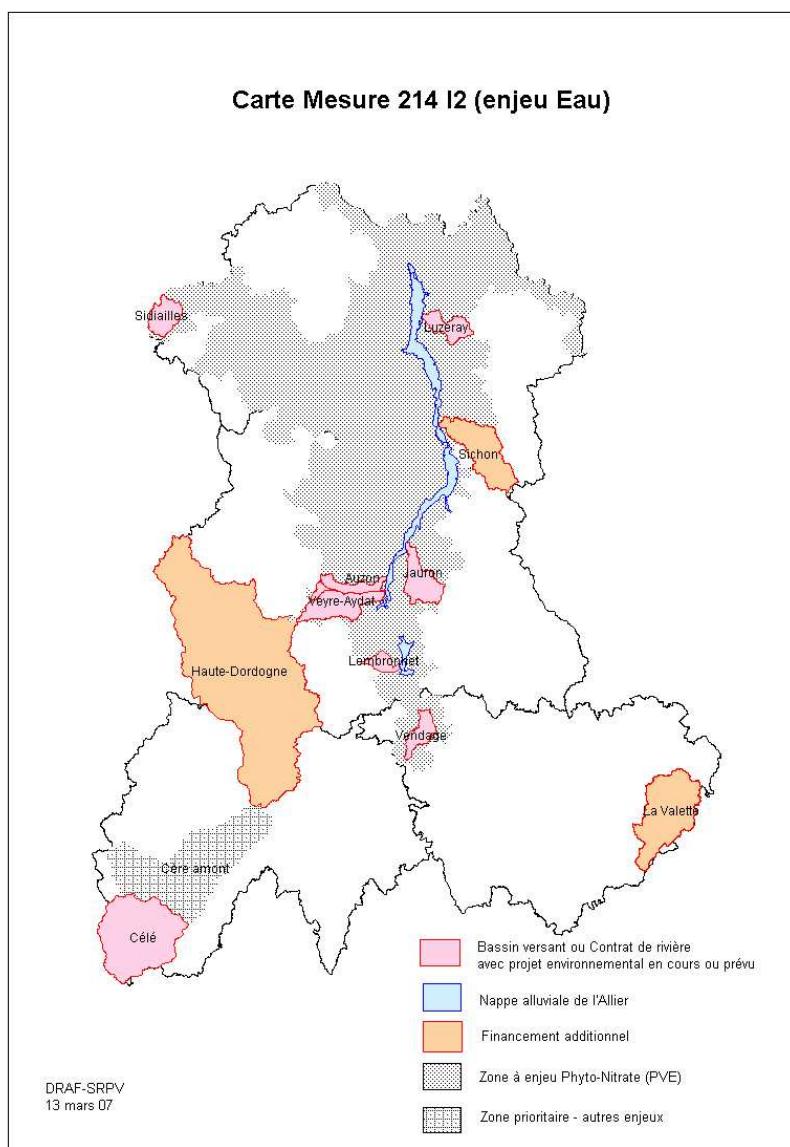 Carte Mesure 214 I2 (enjeu Eau)
Sidiailles
Luzeray
Sichon
Auzon
Jauron
Veyre-Aydat
Lembronnet
Haute-Dordogne
Vendage
La Valette
Cère amont
Célé
Bassin versant ou Contrat de rivière
avec projet environnemental en cours ou prévu
Nappe alluviale de l'Allier
Financement additionnel
Zone à enjeu Phyto-Nitrate (PVE)
Zone prioritaire - autres enjeux
DRAF-SRPV
13 mars 07